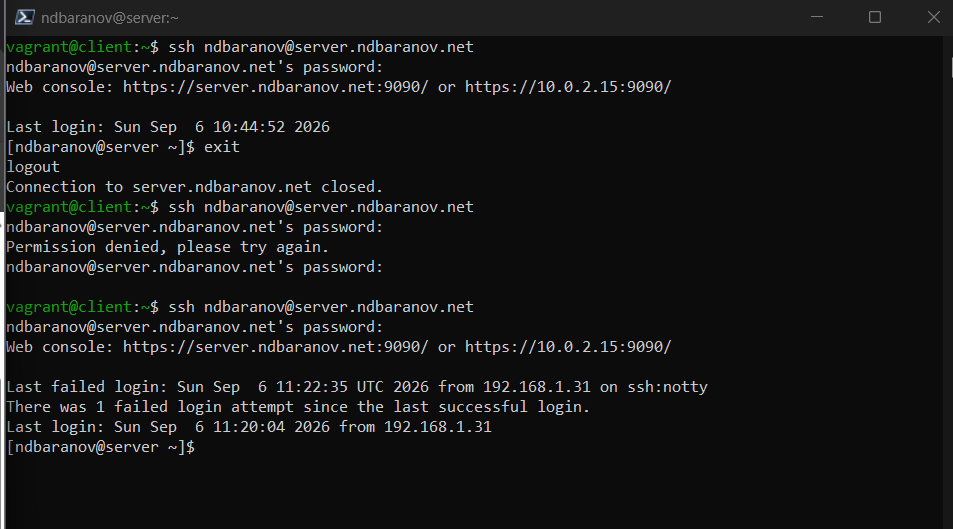 ndbaranov@server:~
vagrant@client:~$ ssh ndbaranov@server.ndbaranov.net
ndbaranov@server.ndbaranov.net's password:
Web console: https://server.ndbaranov.net:9090/ or https://10.0.2.15:9090/
Last login: Sun Sep  6 10:44:52 2026
[ndbaranov@server ~]$ exit
logout
Connection to server.ndbaranov.net closed.
vagrant@client:~$ ssh ndbaranov@server.ndbaranov.net
ndbaranov@server.ndbaranov.net's password:
Permission denied, please try again.
ndbaranov@server.ndbaranov.net's password:
vagrant@client:~$ ssh ndbaranov@server.ndbaranov.net
ndbaranov@server.ndbaranov.net's password:
Web console: https://server.ndbaranov.net:9090/ or https://10.0.2.15:9090/
Last failed login: Sun Sep  6 11:22:35 UTC 2026 from 192.168.1.31 on ssh:notty
There was 1 failed login attempt since the last successful login.
Last login: Sun Sep  6 11:20:04 2026 from 192.168.1.31
[ndbaranov@server ~]$